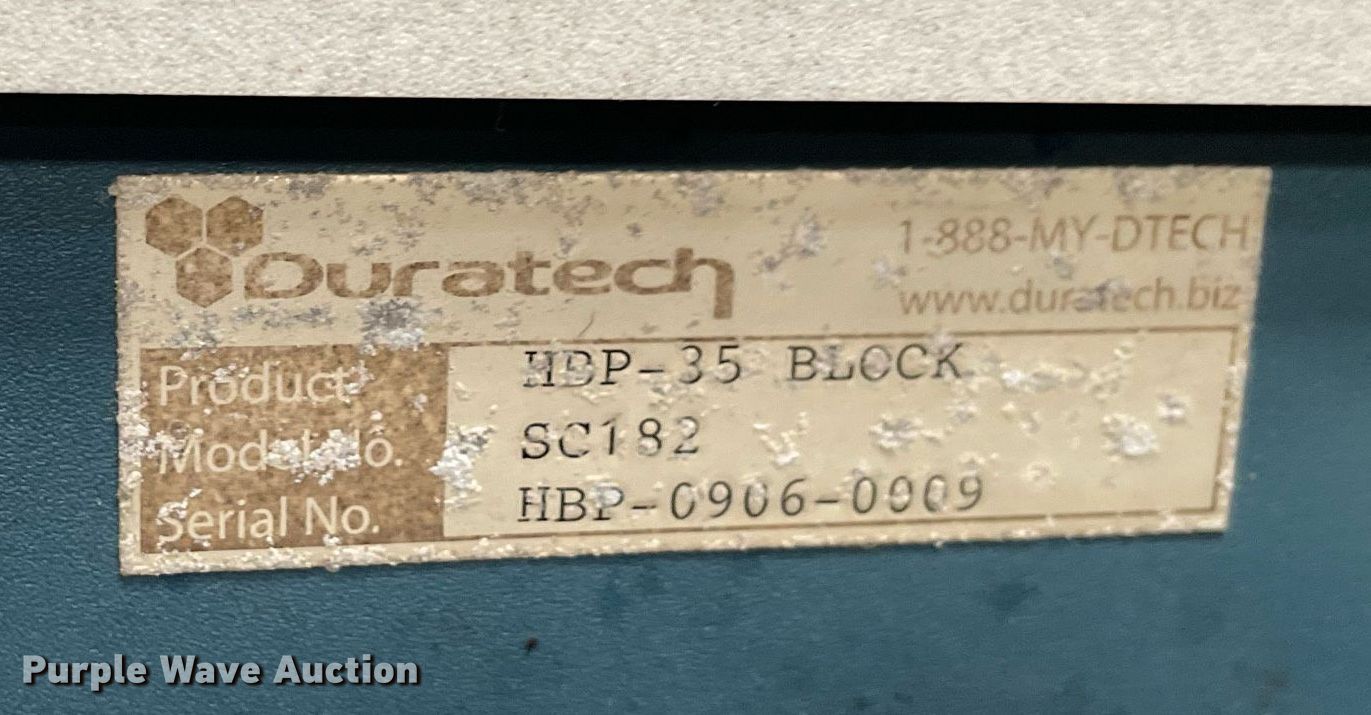 Duratech
1-888-MY-DTECH
www.duratech.biz
Product HBP-35 BLOCK
Model No. SC182
Serial No. HBP-0906-0009
Purple Wave Auction